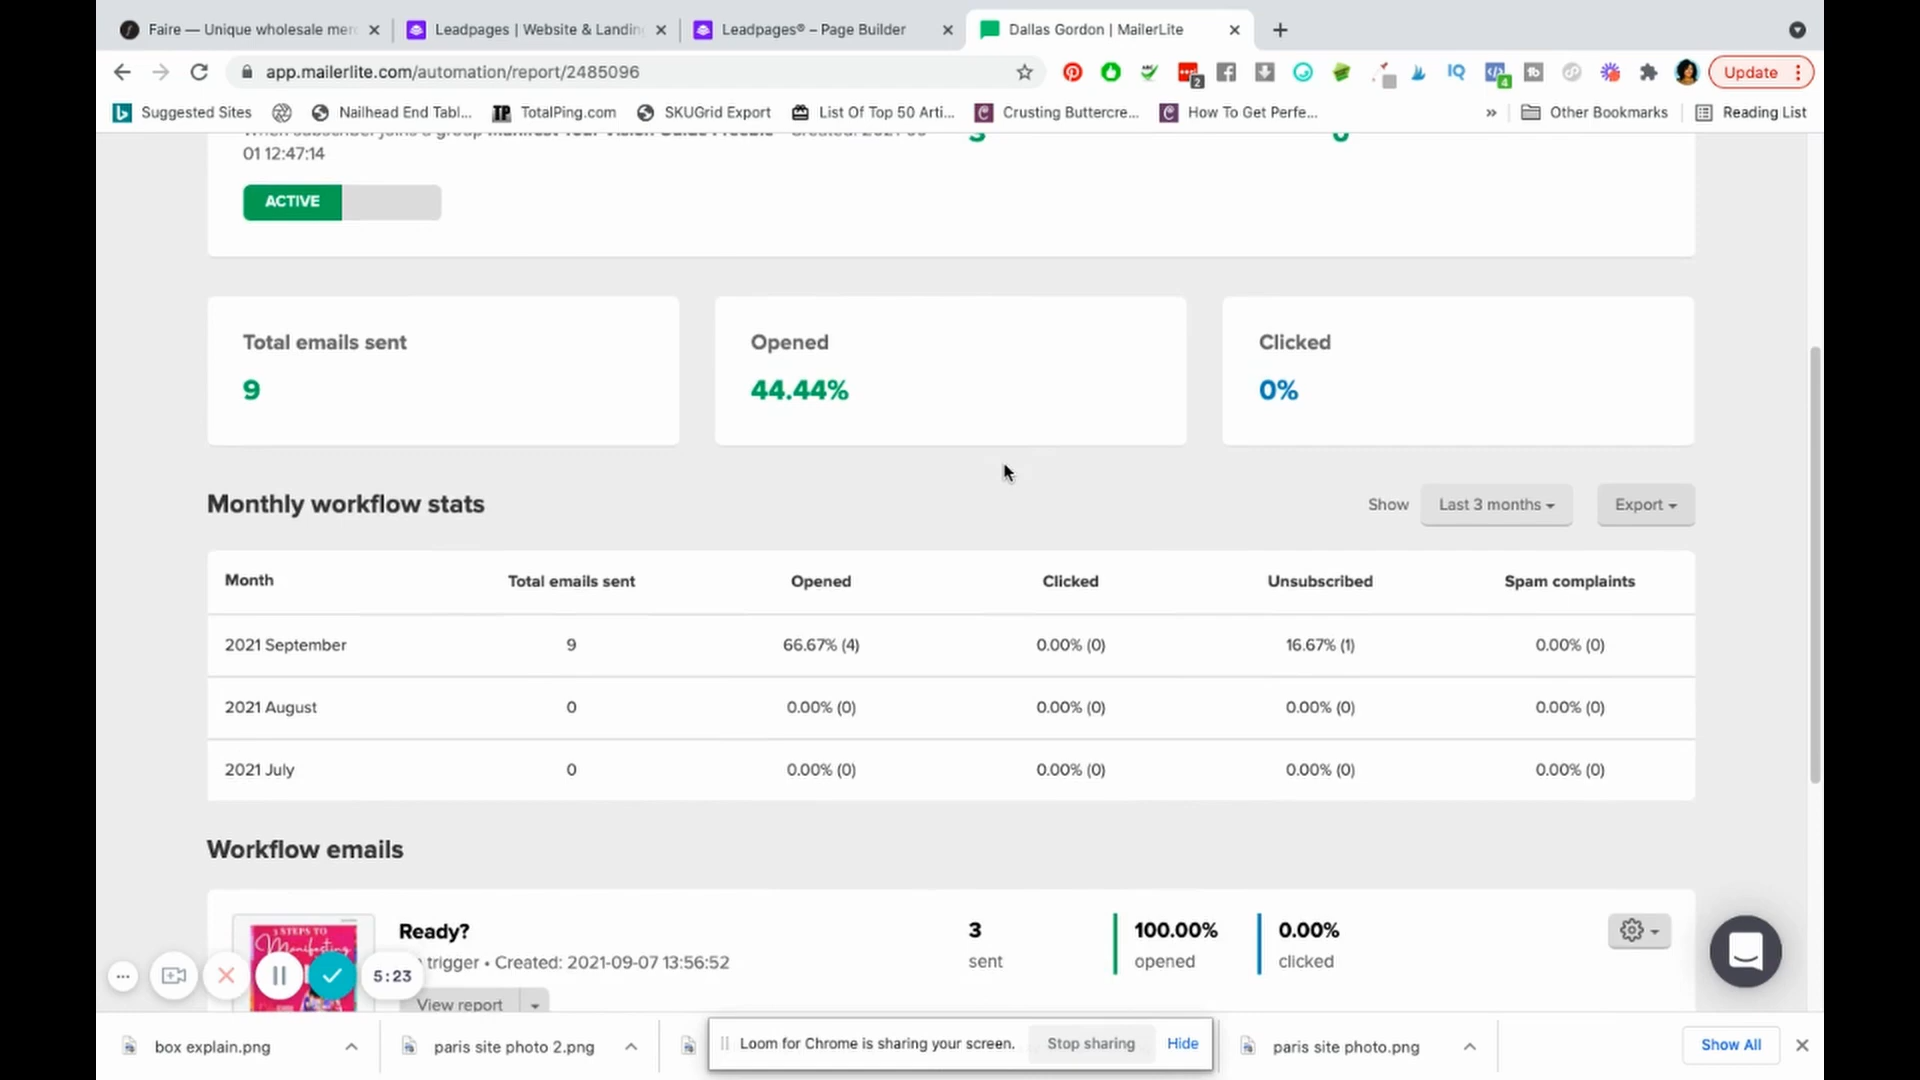 Faire — Unique wholesale mer
Leadpages | Website & Landin
Leadpages® – Page Builder
Dallas Gordon | MailerLite
app.mailerlite.com/automation/report/2485096
2
IQ
4
Update
Suggested Sites
Nailhead End Tabl...
TP TotalPing.com
SKUGrid Export
List Of Top 50 Arti...
Crusting Buttercre...
How To Get Perfe...
»
Other Bookmarks
Reading List
01 12:47:14
ACTIVE
Total emails sent
9
Opened
44.44%
Clicked
0%
Monthly workflow stats
Show
Last 3 months
Export
Month Total emails sent Opened Clicked Unsubscribed Spam complaints
2021 September 9 66.67% (4) 0.00% (0) 16.67% (1) 0.00% (0)
2021 August 0 0.00% (0) 0.00% (0) 0.00% (0) 0.00% (0)
2021 July 0 0.00% (0) 0.00% (0) 0.00% (0) 0.00% (0)
Workflow emails
3 STEPS TO
Manifesting
Ready?
trigger • Created: 2021-09-07 13:56:52
View report
3
sent
100.00%
opened
0.00%
clicked
5:23
box explain.png
paris site photo 2.png
Loom for Chrome is sharing your screen.
Stop sharing
Hide
paris site photo.png
Show All